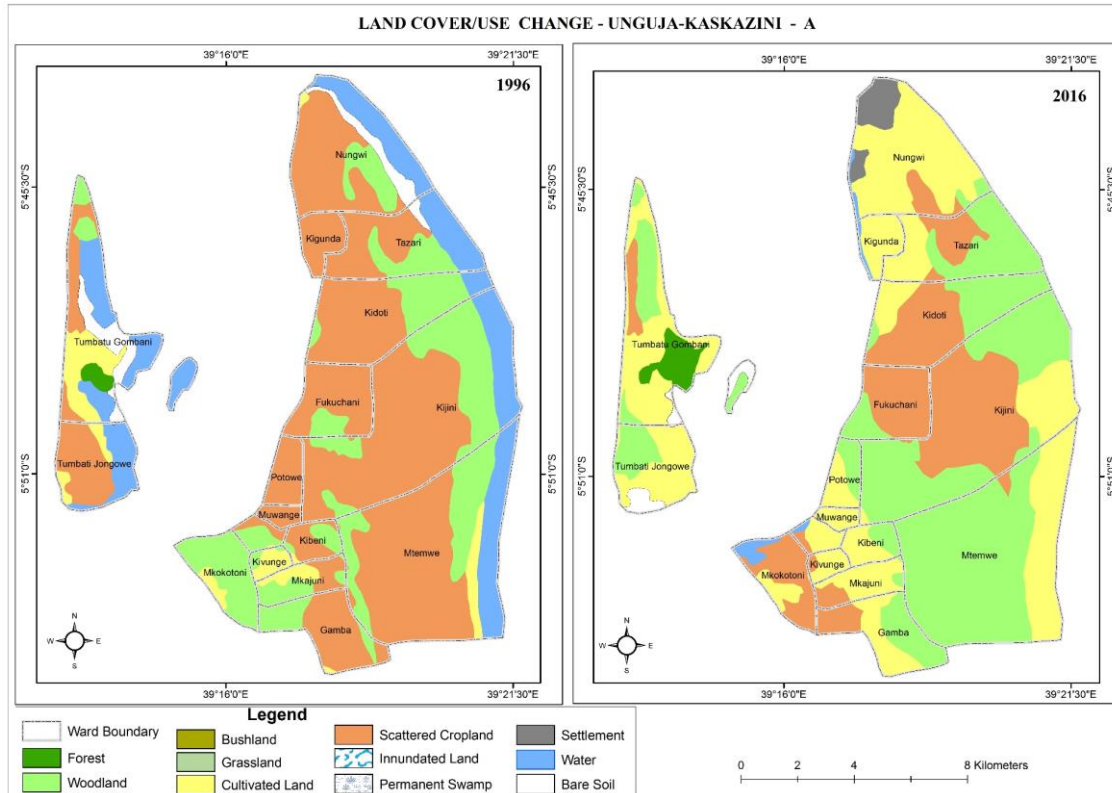 LAND COVER/USE CHANGE - UNGUJA-KASKAZINI - A
39°16'0"E
39°21'30"E
39°16'0"E
39°21'30"E
1996
2016
5°45'30"S
5°45'30"S
5°45'30"S
5°51'0"S
5°51'0"S
5°51'0"S
Nungwi
Kigunda
Tazari
Kidoti
Tumbatu Gombani
Fukuchani
Kijini
Tumbati Jongowe
Potowe
Muwange
Kibeni
Mtemwe
Kivunge
Mkokotoni
Mkajuni
Gamba
N
W
E
S
39°16'0"E
39°21'30"E
Nungwi
Kigunda
Tazari
Kidoti
Tumbatu Gombani
Fukuchani
Kijini
Tumbati Jongowe
Potowe
Muwange
Kibeni
Mtemwe
Kivunge
Mkokotoni
Mkajuni
Gamba
N
W
E
S
39°16'0"E
39°21'30"E
Legend
Ward Boundary
Forest
Woodland
Bushland
Grassland
Cultivated Land
Scattered Cropland
Innundated Land
Permanent Swamp
Settlement
Water
Bare Soil
0 2 4 8 Kilometers